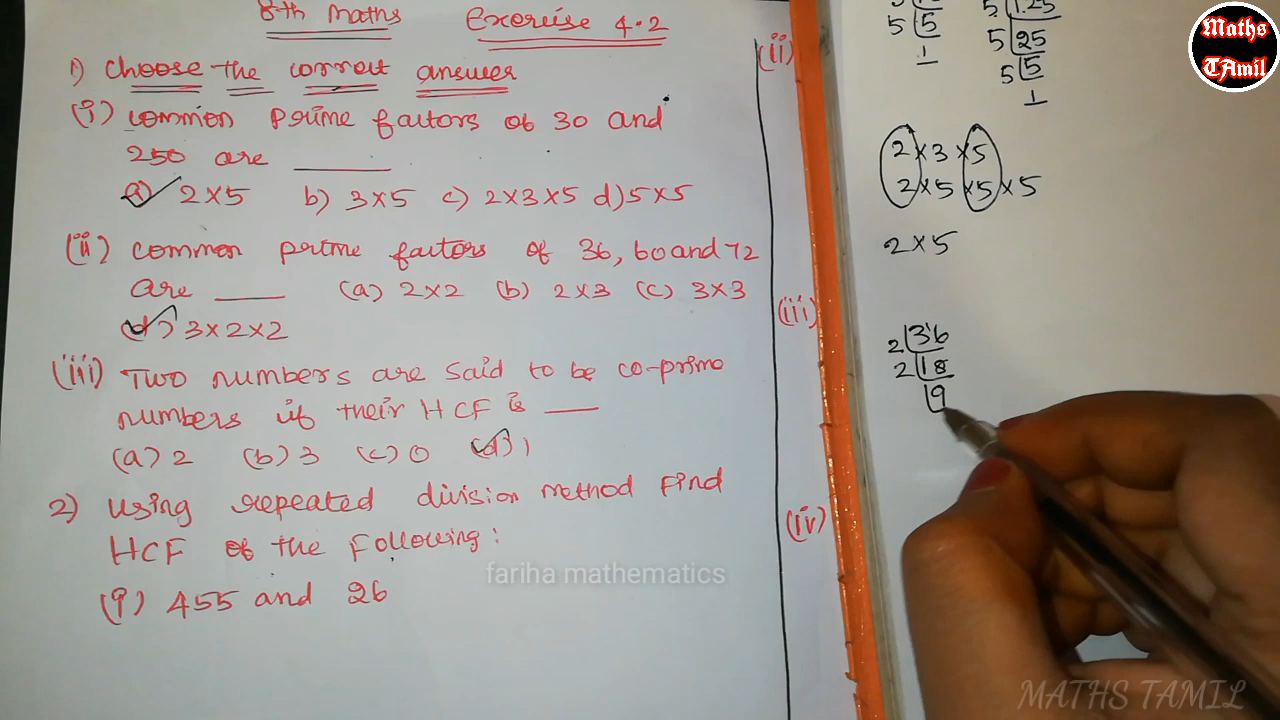 8th Maths Exercise 4.2
1) Choose the correct answer
(i) common prime factors of 30 and
250 are ______
a) 2×5 b) 3×5 c) 2×3×5 d) 5×5
(ii) common prime factors of 36, 60 and 72
are ____ (a) 2×2 (b) 2×3 (c) 3×3
(d) 3×2×2
(iii) Two numbers are said to be co-prime
numbers if their HCF is ___
(a) 2 (b) 3 (c) 0 (d) 1
2) Using repeated division method find
HCF of the following:
(i) 455 and 26
fariha mathematics
(ii)
(iii)
(iv)
5 5
1
5 125
5 25
5 5
1
2×3×5
2×5×5×5
2×5
2 36
2 18
9
Maths
TAmil
MATHS TAMIL